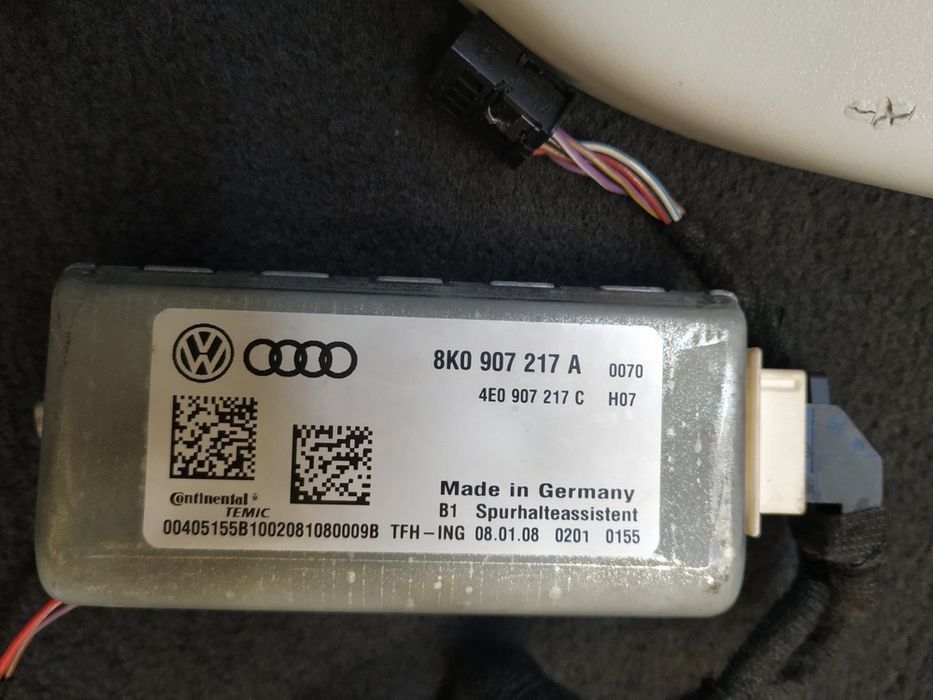 8K0 907 217 A 0070
4E0 907 217 C H07
Continental
TEMIC
Made in Germany
B1 Spurhalteassistent
00405155B1002081080009B TFH-ING 08.01.08 0201 0155